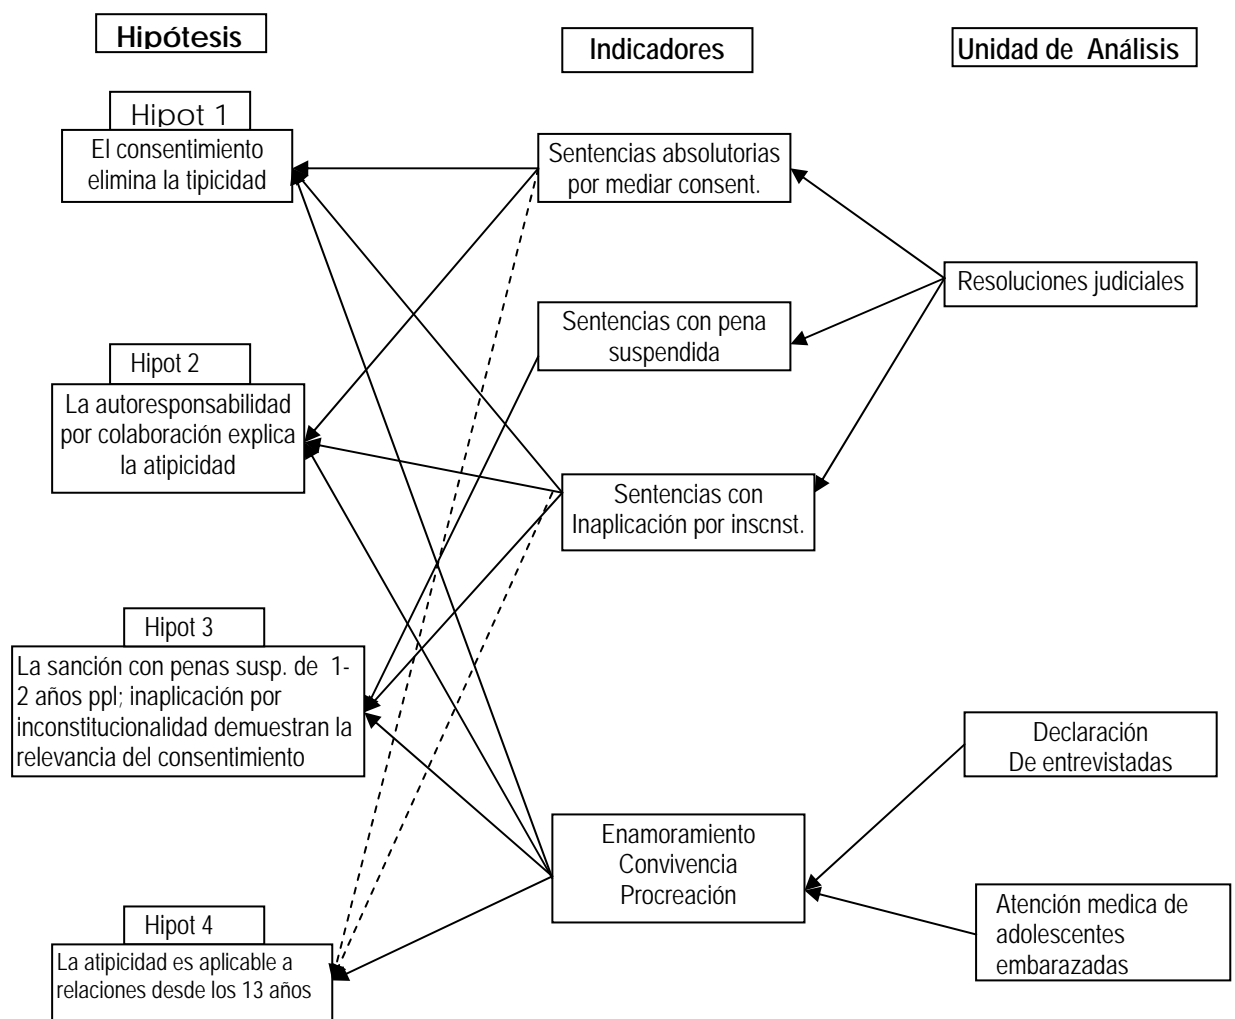 Hipótesis
Indicadores
Unidad de Análisis
Hipot 1
El consentimiento
elimina la tipicidad
Sentencias absolutorias
por mediar consent.
Resoluciones judiciales
Sentencias con pena
suspendida
Hipot 2
La autoresponsabilidad
por colaboración explica
la atipicidad
Sentencias con
Inaplicación por inscnst.
Hipot 3
La sanción con penas susp. de 1-
2 años ppl; inaplicación por
inconstitucionalidad demuestran la
relevancia del consentimiento
Declaración
De entrevistadas
Enamoramiento
Convivencia
Procreación
Atención medica de
adolescentes
embarazadas
Hipot 4
La atipicidad es aplicable a
relaciones desde los 13 años